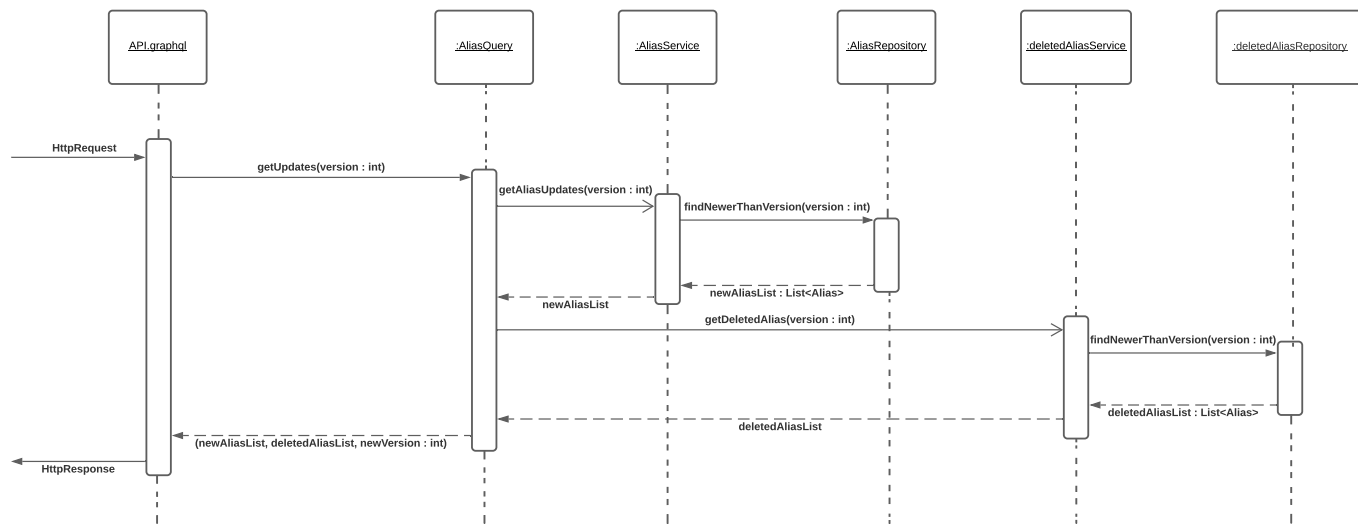 API.graphql
:AliasQuery
:AliasService
:AliasRepository
:deletedAliasService
:deletedAliasRepository
HttpRequest
getUpdates(version : int)
getAliasUpdates(version : int)
findNewerThanVersion(version : int)
newAliasList : List<Alias>
newAliasList
getDeletedAlias(version : int)
findNewerThanVersion(version : int)
deletedAliasList : List<Alias>
deletedAliasList
(newAliasList, deletedAliasList, newVersion : int)
HttpResponse